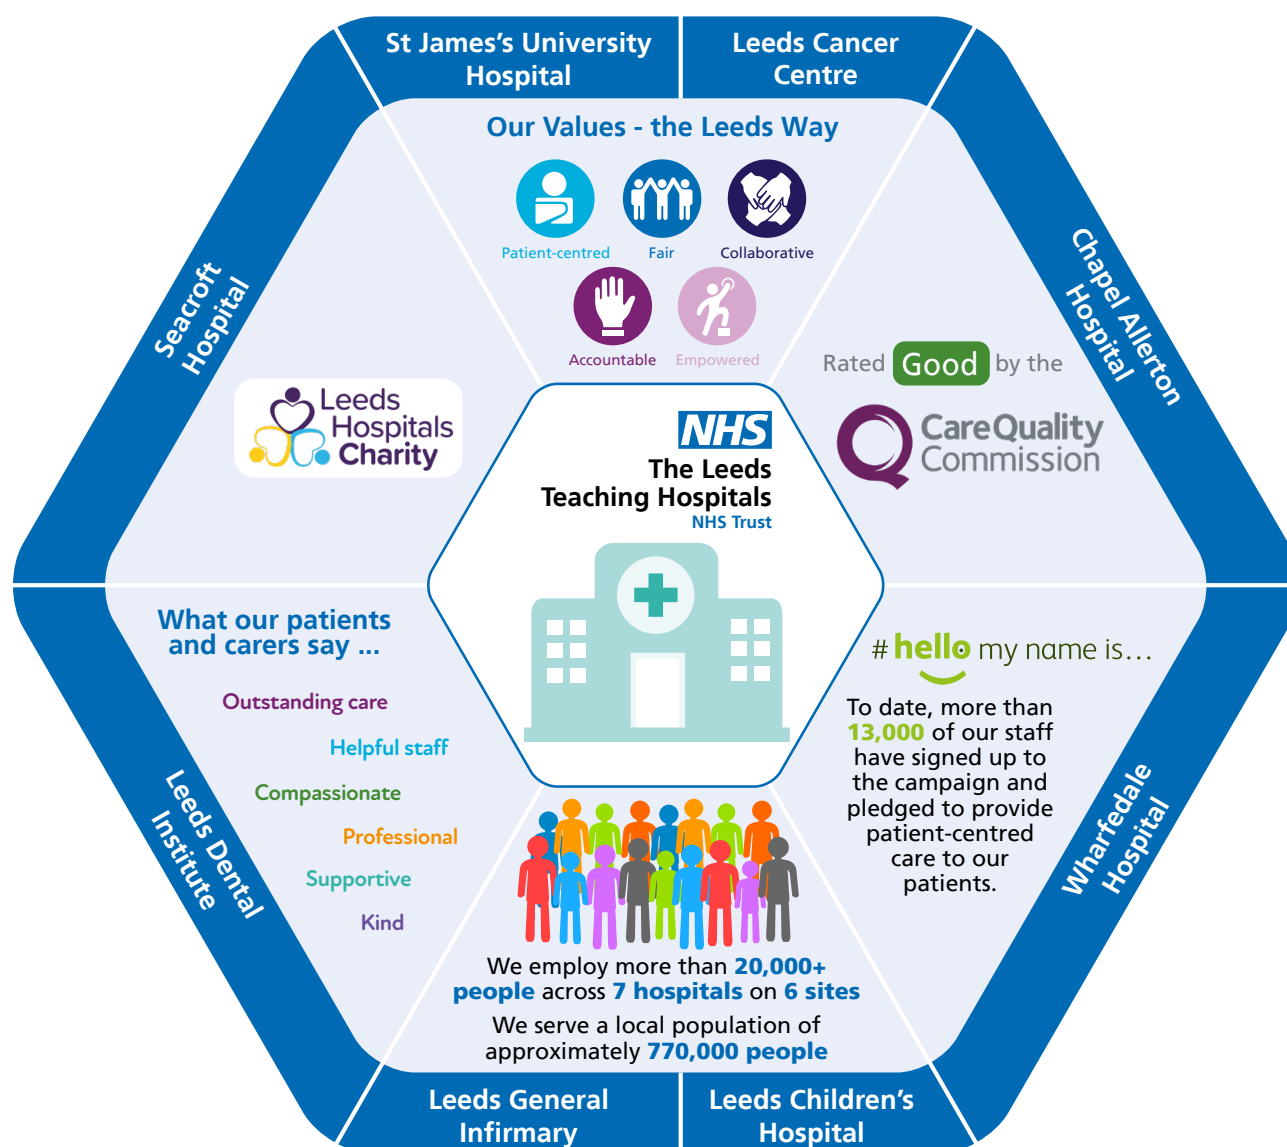 St James's University
Hospital
Leeds Cancer
Centre
Our Values - the Leeds Way
Patient-centred
Fair
Collaborative
Accountable
Empowered
Seacroft
Hospital
Chapel Allerton
Hospital
Leeds
Hospitals
Charity
Rated Good by the
CareQuality
Commission
NHS
The Leeds
Teaching Hospitals
NHS Trust
What our patients
and carers say ...
Outstanding care
Helpful staff
Compassionate
Professional
Supportive
Kind
# hello my name is...
To date, more than
13,000 of our staff
have signed up to
the campaign and
pledged to provide
patient-centred
care to our
patients.
Leeds Dental
Institute
Wharfedale
Hospital
We employ more than 20,000+
people across 7 hospitals on 6 sites
We serve a local population of
approximately 770,000 people
Leeds General
Infirmary
Leeds Children's
Hospital